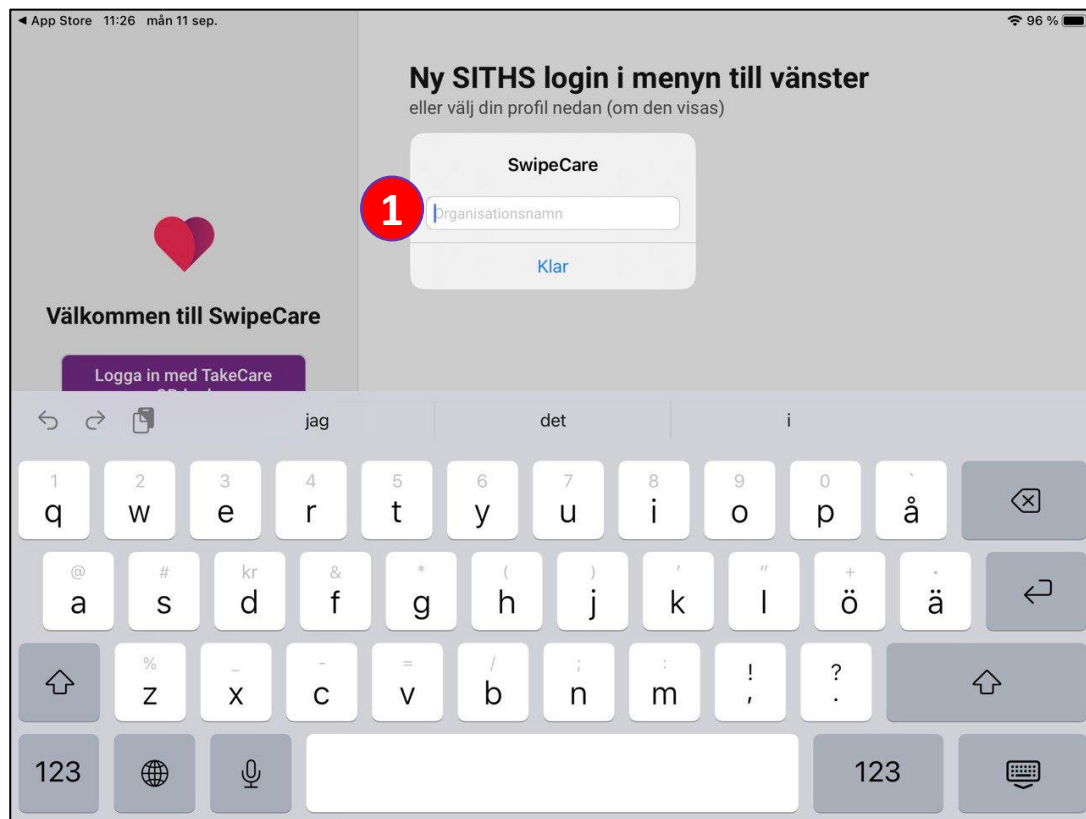 ◀ App Store 11:26 mån 11 sep.
96 %
Ny SITHS login i menyn till vänster
eller välj din profil nedan (om den visas)
SwipeCare
1
Organisationsnamn
Klar
Välkommen till SwipeCare
Logga in med TakeCare
jag det i
1 2 3 4 5 6 7 8 9 0 `
q w e r t y u i o p å
@ # kr & * ( ) ' " + ·
a s d f g h j k l ö ä
% _ - = / ; : ! ?
z x c v b n m , .
123 123